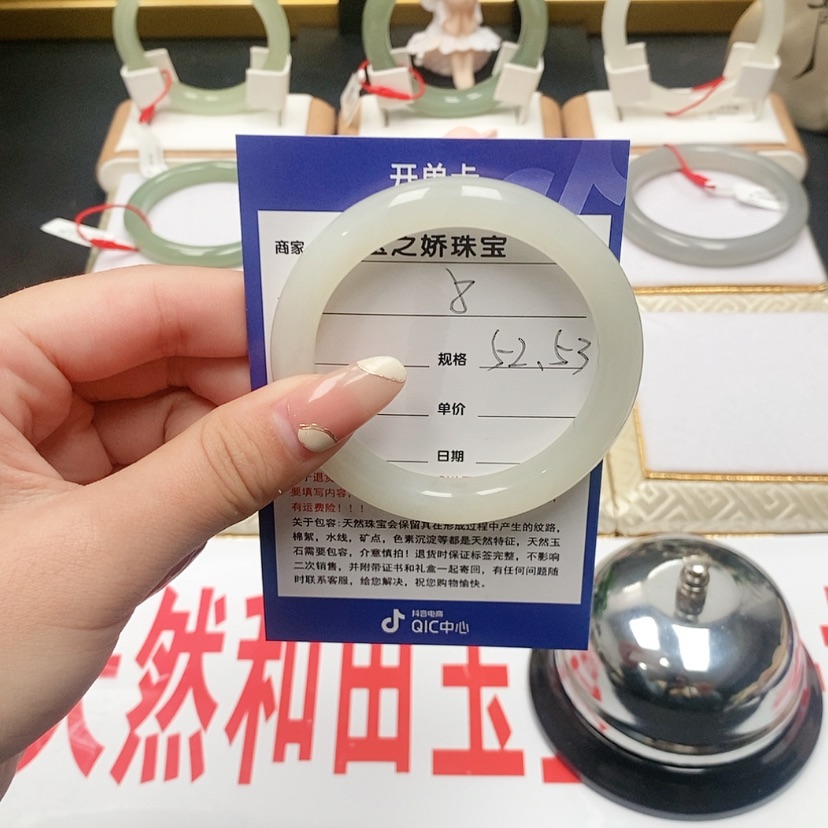 开单卡
商家
之娇珠宝
8
规格 52、53
单价
日期
要填写内容
有运费险！！！
关于包容：天然珠宝会保留其在形成过程中产生的纹路，
棉絮，水线，矿点，色素沉淀等都是天然特征，天然玉
石需要包容，介意慎拍！退货时保证标签完整，不影响
二次销售，并附带证书和礼盒一起寄回，有任何问题随
时联系客服，给您解决，祝您购物愉快。
抖音电商
QIC中心
天然和田玉